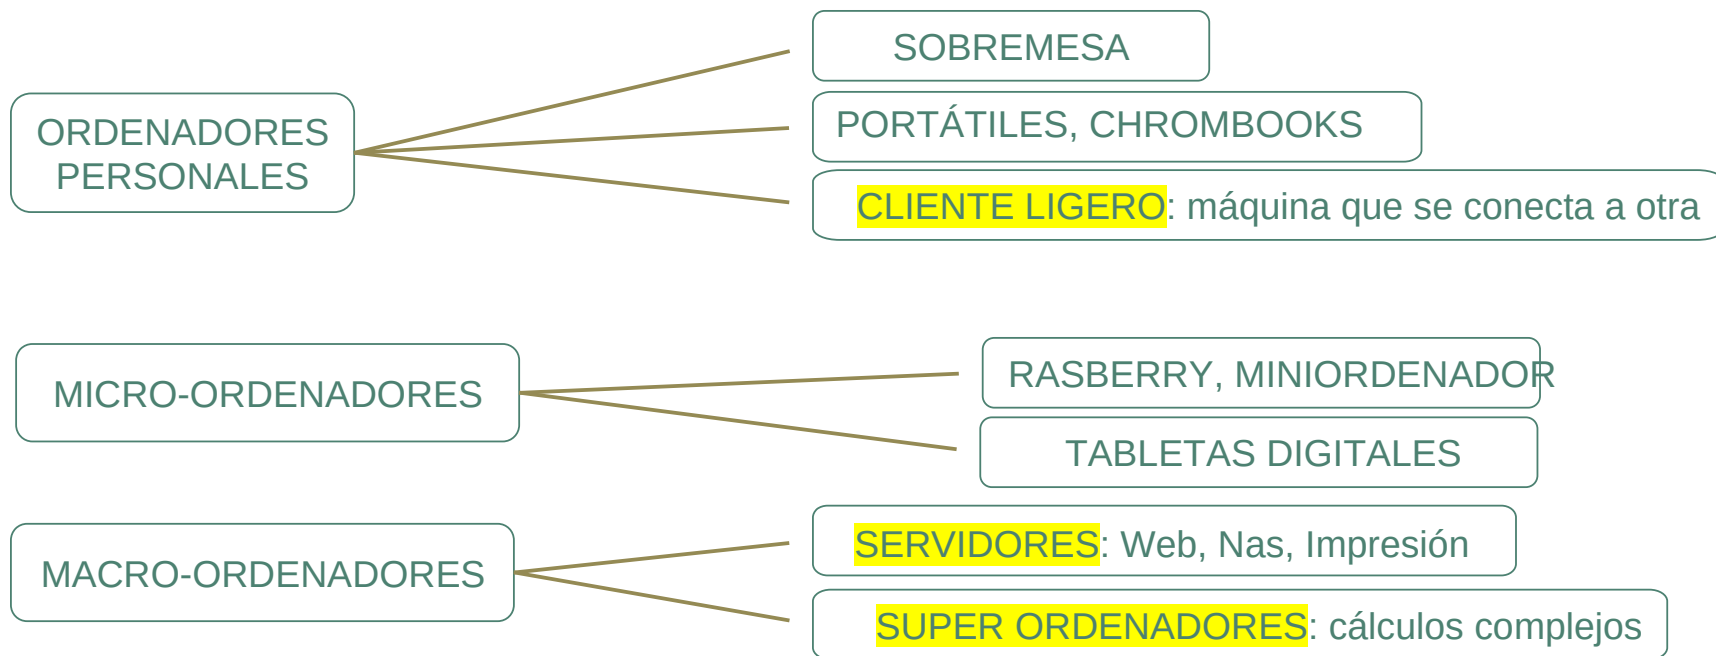 SOBREMESA
ORDENADORES
PERSONALES
PORTÁTILES, CHROMBOOKS
CLIENTE LIGERO: máquina que se conecta a otra
MICRO-ORDENADORES
RASBERRY, MINIORDENADOR
TABLETAS DIGITALES
MACRO-ORDENADORES
SERVIDORES: Web, Nas, Impresión
SUPER ORDENADORES: cálculos complejos